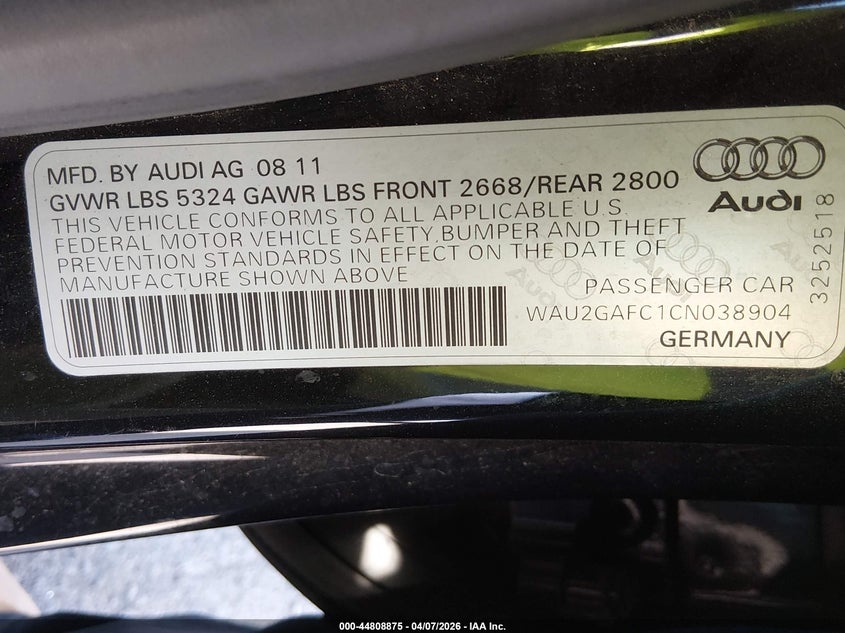 MFD. BY AUDI AG 08 11
GVWR LBS 5324 GAWR LBS FRONT 2668/REAR 2800
THIS VEHICLE CONFORMS TO ALL APPLICABLE U.S.
FEDERAL MOTOR VEHICLE SAFETY,BUMPER AND THEFT
PREVENTION STANDARDS IN EFFECT ON THE DATE OF
MANUFACTURE SHOWN ABOVE
Audi
3252518
PASSENGER CAR
WAU2GAFC1CN038904
GERMANY
Audi
Audi
000-44808875 - 04/07/2026 - IAA Inc.